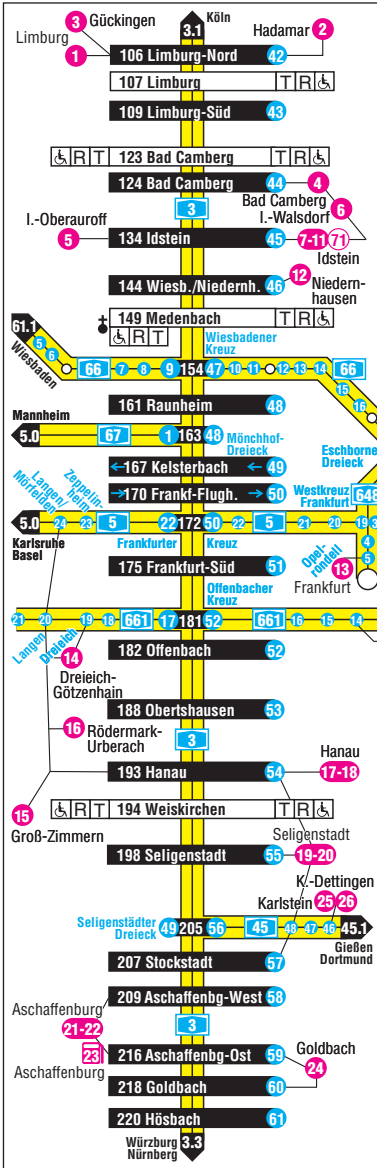 3 Gückingen
Köln
3.1
Hadamar 2
Limburg
1
106 Limburg-Nord 42
107 Limburg T R
109 Limburg-Süd 43
R T 123 Bad Camberg T R
124 Bad Camberg 44 4
3
Bad Camberg
I.-Walsdorf 6
I.-Oberauroff
5
134 Idstein 45 7-11 71
Idstein
144 Wiesb./Niedernh. 46 12
Niedern-
hausen
149 Medenbach T R
R T
61.1
Wiesbaden
Wiesbadener
Kreuz
5 6 66 7 8 9 154 47 10 11 12 13 14 66
15
16
161 Raunheim 48
Mannheim
5.0 67 1 163 48
Mönchhof-
Dreieck
Eschborner
Dreieck
← 167 Kelsterbach ← 49
→ 170 Frankf-Flugh. → 50
Westkreuz
Frankfurt
648
Langen/
Mörfelden
Zeppelin-
heim
5.0 24 23 5 22 172 50 22 5 21 20 19 3
Karlsruhe
Basel
Frankfurter Kreuz
4
5
175 Frankfurt-Süd 51
Opel-
rondell
13
Frankfurt
Offenbacher
Kreuz
21 20 19 18 661 17 181 52 661 16 15 14
Langen
Dreieich
182 Offenbach 52
14
Dreieich-
Götzenhain
188 Obertshausen 53
16 Rödermark-
Urberach
3
Hanau
193 Hanau 54 17-18
15
Groß-Zimmern
R T 194 Weiskirchen T R
Seligenstadt
198 Seligenstadt 55 19-20
K.-Dettingen
Karlstein 25 26
Seligenstädter
Dreieck
49 205 56 45 48 47 46 45.1
Gießen
Dortmund
207 Stockstadt 57
209 Aschaffenbg-West 58
Aschaffenburg
21-22
3
23
Aschaffenburg
216 Aschaffenbg-Ost 59
Goldbach
24
218 Goldbach 60
220 Hösbach 61
Würzburg
Nürnberg
3.3